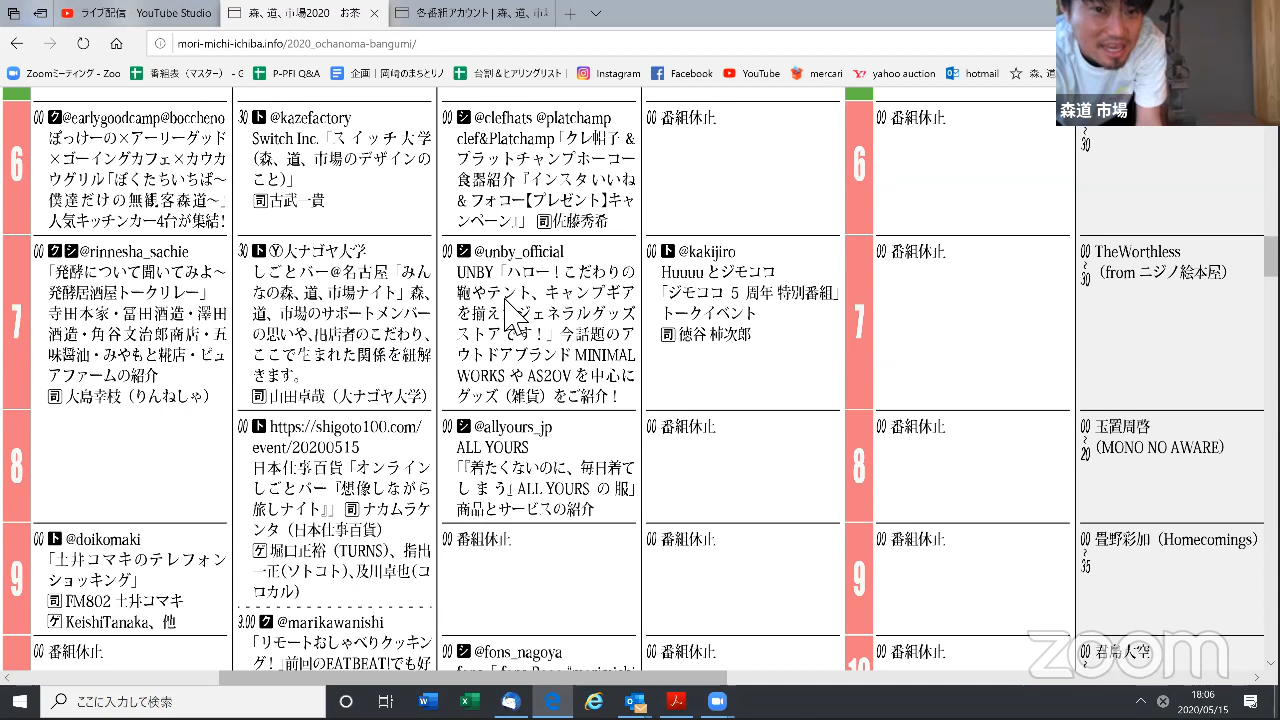 ライブ配信
森、道、市場2020 お茶
各番組アカウント | 森、道、市
mori-michi-ichiba.info/2020_ochanoma-bangumi/
Zoomミーティング - Zoo
番組表（マスター） - G
P-PFI Q&A
画 | 岡崎のまちとリノ
台割 &ヒアリングリスト
Instagram
Facebook
YouTube
mercari
yahoo auction
hotmail
森、道
森道 市場
6
00 ク@earlygoodcamp@boccheno
ぼっけーの×アーリーグッド
×ゴーイングカフェ×カウカ
ウグリル「ぼくたちいちば〜
僕達だけの無観客森道〜」
人気キッチンカー4台が集結!
30 ト @kazefactory
Switch Inc.「スイッチ大学
（森、道、市場のデザインの
こと）」
司古武一貴
00 シ @clefhats @platchamp
clef&Platchamp「クレ帽子 &
プラットチャンプホーロー
食器紹介『インスタいいね
& フォロー【プレゼント】キャ
ンペーン』」 司佐藤秀希
00 番組休止
6
00 番組休止
〜
30
7
00 クシ@rinnesha_sachie
「発酵について聞いてみよ〜
発酵居酒屋トークリレー」
寺田本家・冨田酒造・澤田
酒造・角谷文治郎商店・五
味醤油・みやもと糀店・ピュ
アファームの紹介
司 大島幸枝（りんねしゃ）
30 ト Ⓨ大ナゴヤ大学
しごとバー@名古屋「みん
なの森、道、市場ナイト」森、
道、市場のサポートメンバー
の思いや、出店者のこだわり、
ここで生まれた関係を紐解
きます。
司 山田卓哉（大ナゴヤ大学）
00 シ @unby_official
UNBY「ハロー！こだわりの
鞄やテント、キャンプギア
を揃え ジェネラルグッズ
ストアです！」今話題のア
ウトドアブランド MINIMAL
WORKS や AS2OV を中心に
グッズ（雑貨）をご紹介！
00 ト @kakijiro
Huuuu とジモコロ
「ジモコロ 5 周年 特別番組」
トークイベント
司 徳谷 柿次郎
7
00 番組休止
00 TheWorthless
〜
30
（from ニジノ絵本屋）
8
00 ト https://shigoto100.com/
event/20200515
日本仕事百貨「オンライン
しごとバー『想像しながら
旅しナイト』」 司 ナカムラケ
ンタ（日本仕事百貨）
ゲ 堀口正裕（TURNS）、指出
一正（ソトコト）、及川卓也（コ
ロカル）
00 シ @allyours_jp
ALL YOURS
「『着たくないのに、毎日着て
しまう』ALL YOURS の服」
商品とサービスの紹介
00 番組休止
8
00 番組休止
00 玉置周啓
〜
20
（MONO NO AWARE）
9
00 ト @doikomaki
「土井コマキのテレフォン
ショッキング」
司 FM802 土井コマキ
ゲ KeishiTanaka、他
9.00 ク @marikawanishi
「リモートおしゃべりクッキン
グ！」前回のEATBEAT!でも好
00 番組休止
00 番組休止
9
00 番組休止
00 畳野彩加（Homecomings）
〜
35
00 番組休止
00 シ @fons_nagoya
00 番組休止
10
00 番組休止
00 君島大空
zoom
ここに入力して検索
18:06
2020/05/15